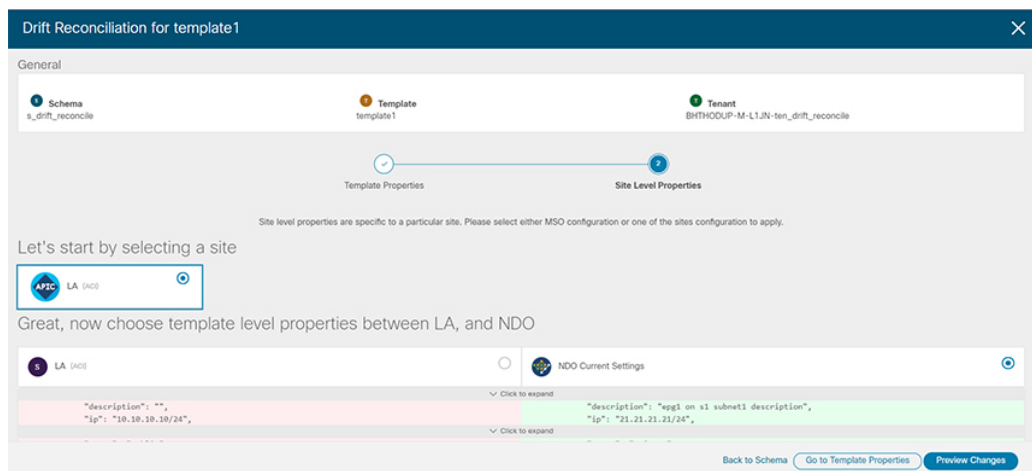 Drift Reconciliation for template1
General
S Schema
s_drift_reconcile
T Template
template1
T Tenant
BHTHODUP-M-L1JN-ten_drift_reconcile
Template Properties
2
Site Level Properties
Site level properties are specific to a particular site. Please select either MSO configuration or one of the sites configuration to apply.
Let's start by selecting a site
APIC LA (ACI)
Great, now choose template level properties between LA, and NDO
S LA (ACI)
NDO Current Settings
Click to expand
"description": "",
"description": "epg1 on s1 subnet1 description",
"ip": "10.10.10.10/24",
"ip": "21.21.21.21/24",
Click to expand
Back to Schema Go to Template Properties Preview Changes